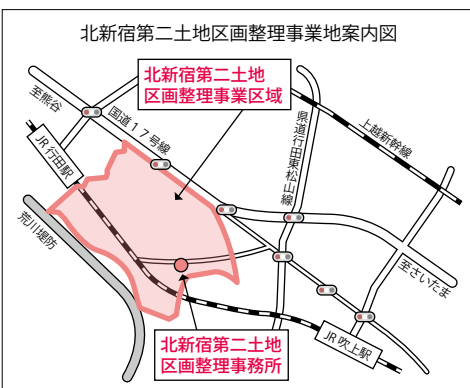 北新宿第二土地区画整理事業地案内図
北新宿第二土地
区画整理事業区域
至熊谷
国道17号線
JR行田駅
県道行田東松山線
上越新幹線
荒川堤防
至さいたま
北新宿第二土地
区画整理事務所
JR吹上駅